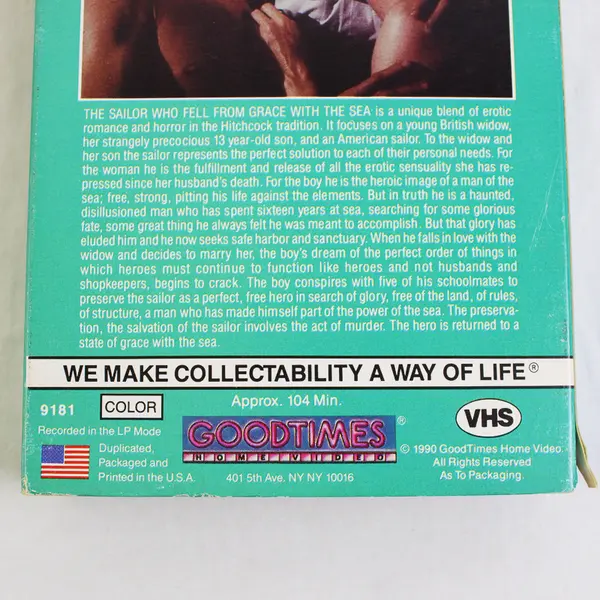 THE SAILOR WHO FELL FROM GRACE WITH THE SEA is a unique blend of erotic
romance and horror in the Hitchcock tradition. It focuses on a young British widow,
her strangely precocious 13 year-old son, and an American sailor. To the widow and
her son the sailor represents the perfect solution to each of their personal needs. For
the woman he is the fulfillment and release of all the erotic sensuality she has re-
pressed since her husband's death. For the boy he is the heroic image of a man of the
sea; free, strong, pitting his life against the elements. But in truth he is a haunted,
disillusioned man who has spent sixteen years at sea, searching for some glorious
fate, some great thing he always felt he was meant to accomplish. But that glory has
eluded him and he now seeks safe harbor and sanctuary. When he falls in love with the
widow and decides to marry her, the boy's dream of the perfect order of things in
which heroes must continue to function like heroes and not husbands and
shopkeepers, begins to crack. The boy conspires with five of his schoolmates to
preserve the sailor as a perfect, free hero in search of glory, free of the land, of rules,
of structure, a man who has made himself part of the power of the sea. The preserva-
tion, the salvation of the sailor involves the act of murder. The hero is returned to a
state of grace with the sea.
WE MAKE COLLECTABILITY A WAY OF LIFE®
9181 COLOR
Approx. 104 Min.
VHS
Recorded in the LP Mode
GOODTIMES ®
HOME VIDEO
Duplicated,
Packaged and
Printed in the U.S.A.
401 5th Ave. NY NY 10016
© 1990 GoodTimes Home Video.
All Rights Reserved
As To Packaging.